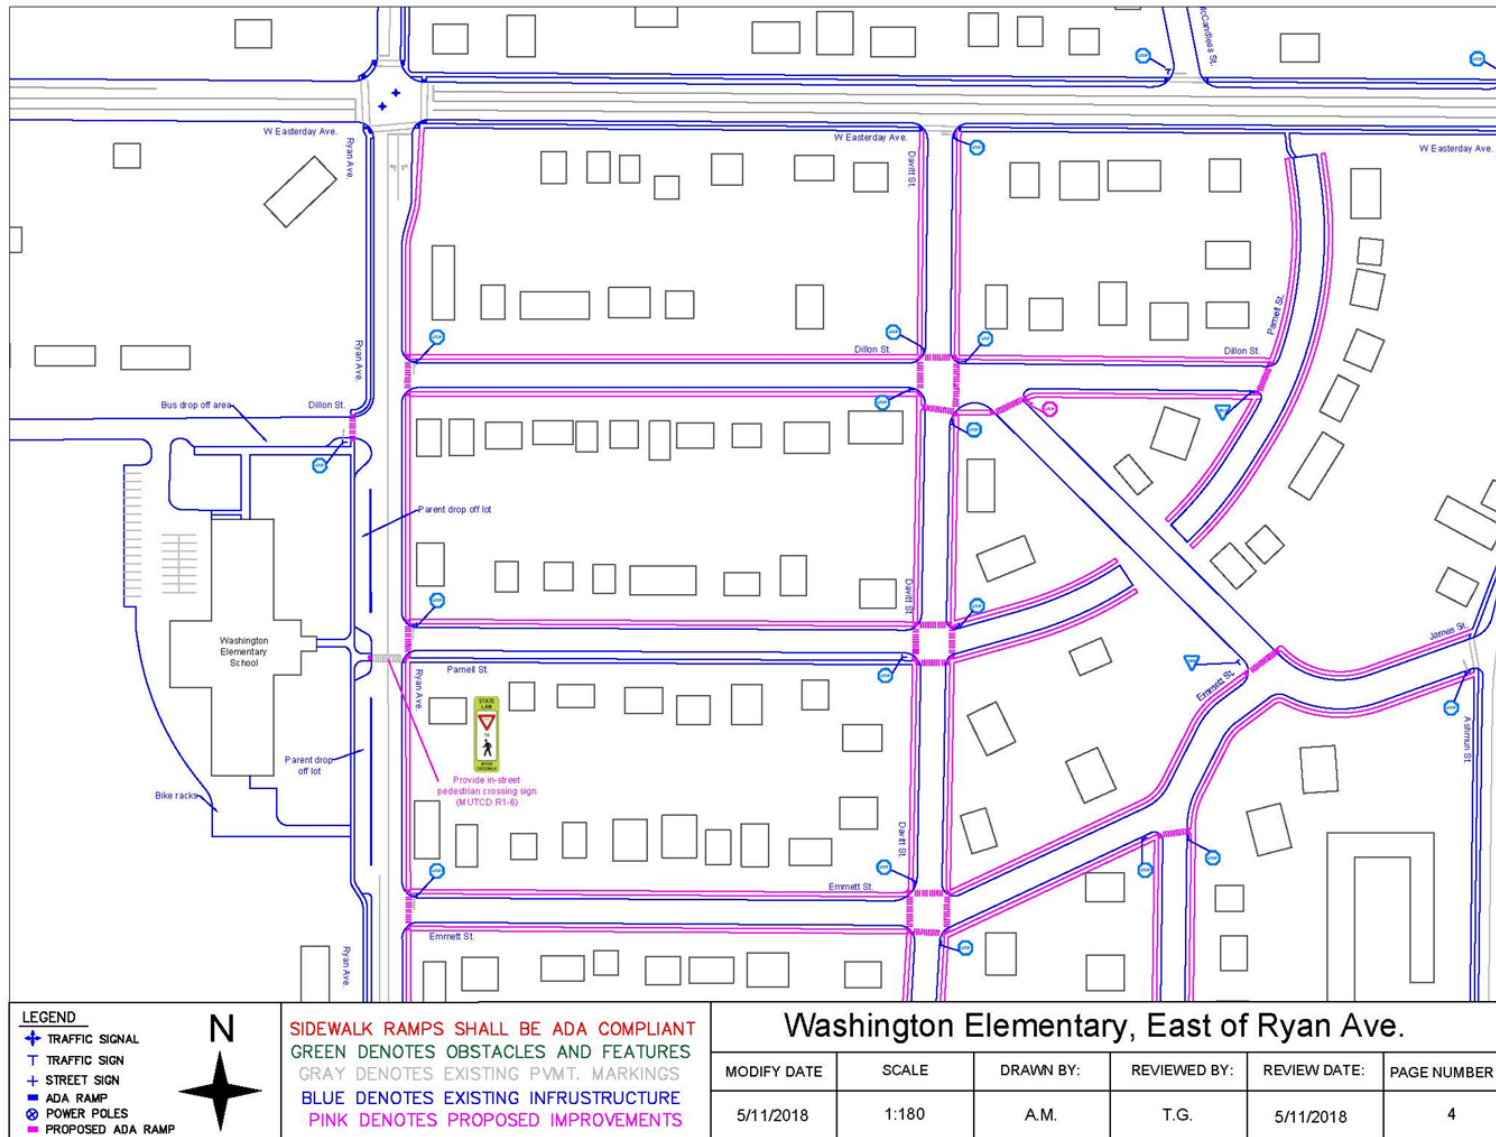 McCandless St.
W Easterday Ave.
Ryan Ave.
W Easterday Ave.
Davitt St.
W Easterday Ave.
Parnell St.
Ryan Ave.
Dillon St.
Dillon St.
Bus drop off area
Dillon St.
Parent drop off lot
Davitt St.
Washington
Elementary
School
James St.
Parnell St.
Ryan Ave.
Emmett St.
STATE
LAW
Ashmun St.
Parent drop
off lot
Provide in-street
pedestrian crossing sign
(MUTCD R1-6)
Bike racks
Davitt St.
Emmett St.
Emmett St.
Ryan Ave.
LEGEND
TRAFFIC SIGNAL
TRAFFIC SIGN
STREET SIGN
ADA RAMP
POWER POLES
PROPOSED ADA RAMP
N
SIDEWALK RAMPS SHALL BE ADA COMPLIANT
GREEN DENOTES OBSTACLES AND FEATURES
GRAY DENOTES EXISTING PVMT. MARKINGS
BLUE DENOTES EXISTING INFRUSTRUCTURE
PINK DENOTES PROPOSED IMPROVEMENTS
Washington Elementary, East of Ryan Ave.
MODIFY DATE SCALE DRAWN BY: REVIEWED BY: REVIEW DATE: PAGE NUMBER
5/11/2018 1:180 A.M. T.G. 5/11/2018 4